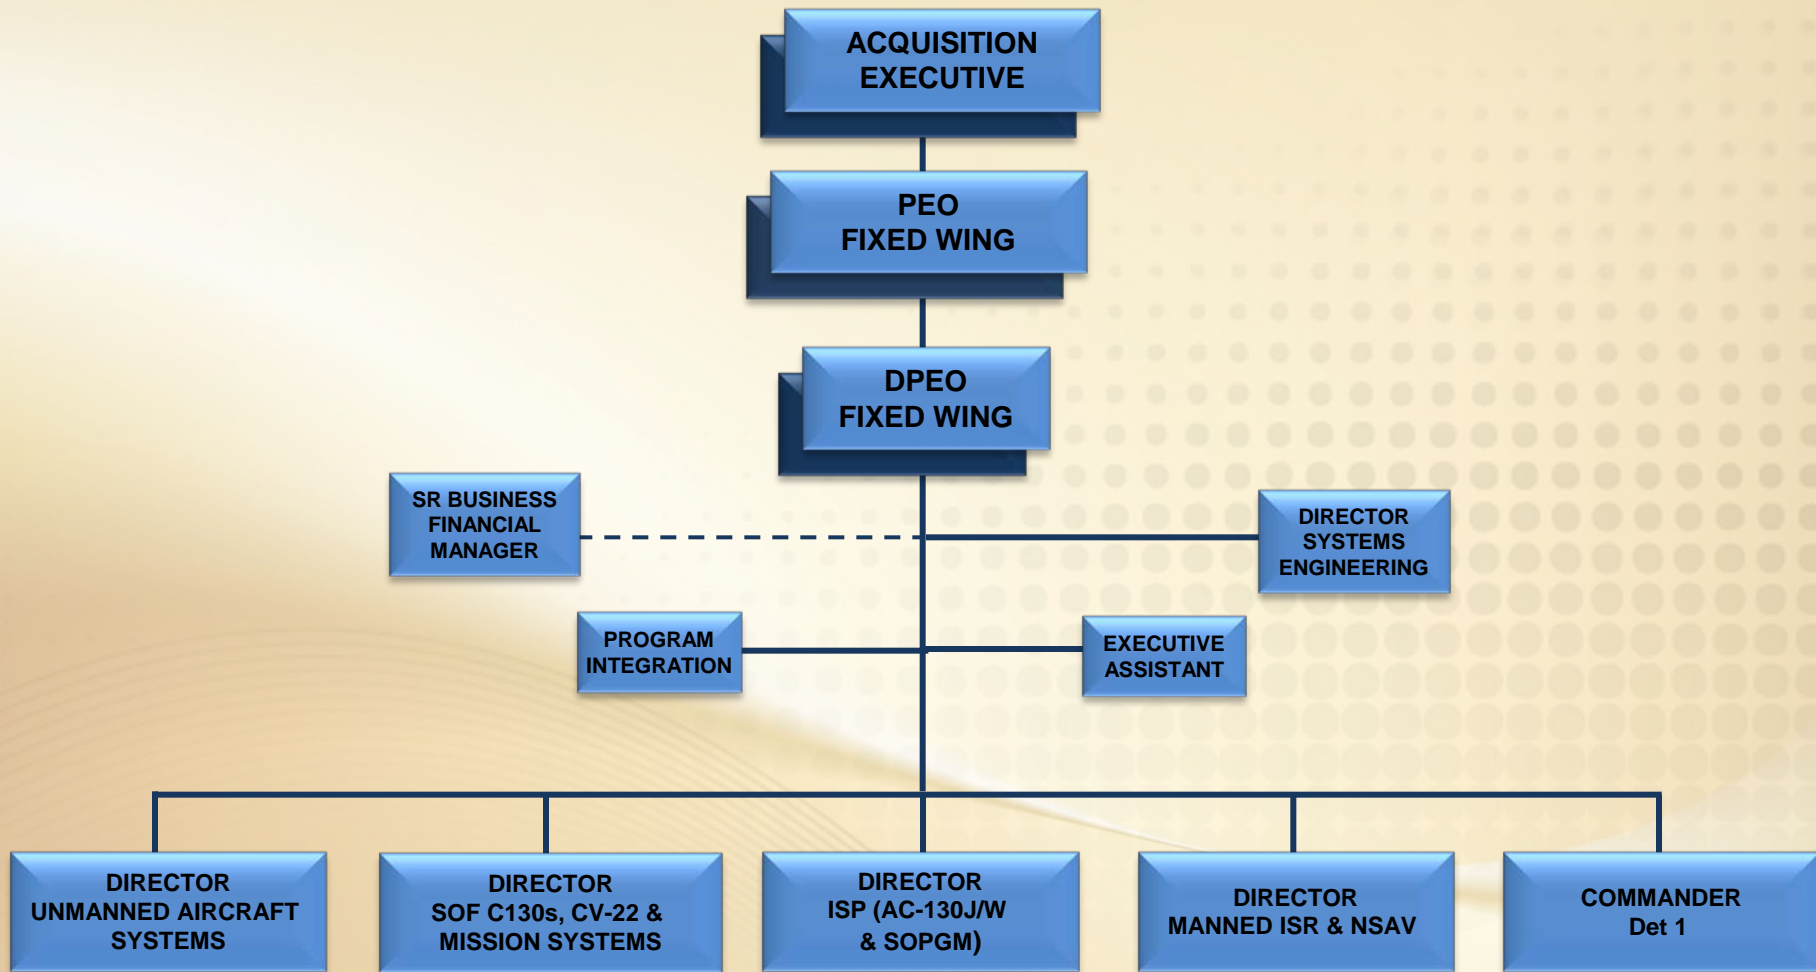 ACQUISITION
EXECUTIVE
PEO
FIXED WING
DPEO
FIXED WING
SR BUSINESS
FINANCIAL
MANAGER
DIRECTOR
SYSTEMS
ENGINEERING
PROGRAM
INTEGRATION
EXECUTIVE
ASSISTANT
DIRECTOR
UNMANNED AIRCRAFT
SYSTEMS
DIRECTOR
SOF C130s, CV-22 &
MISSION SYSTEMS
DIRECTOR
ISP (AC-130J/W
& SOPGM)
DIRECTOR
MANNED ISR & NSAV
COMMANDER
Det 1